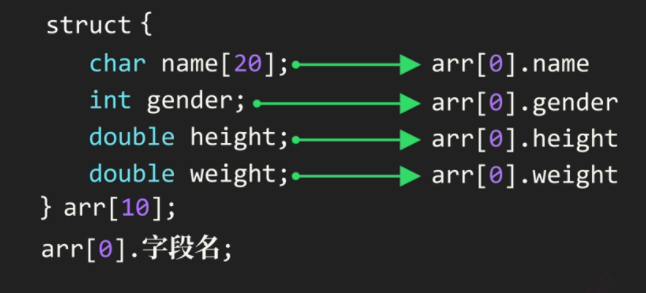 struct {
char name[20]; arr[0].name
int gender; arr[0].gender
double height; arr[0].height
double weight; arr[0].weight
} arr[10];
arr[0].字段名;